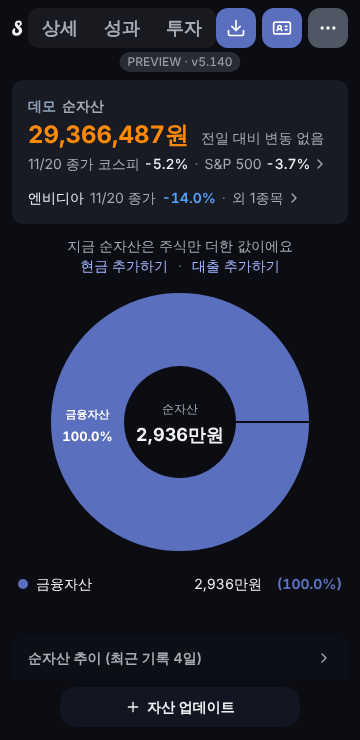 S 상세 성과 투자
PREVIEW · v5.140
데모 순자산
29,366,487원 전일 대비 변동 없음
11/20 종가 코스피 -5.2% · S&P 500 -3.7%
엔비디아 11/20 종가 -14.0% · 외 1종목
지금 순자산은 주식만 더한 값이에요
현금 추가하기 · 대출 추가하기
금융자산
100.0%
순자산
2,936만원
금융자산 2,936만원 (100.0%)
순자산 추이 (최근 기록 4일)
+ 자산 업데이트